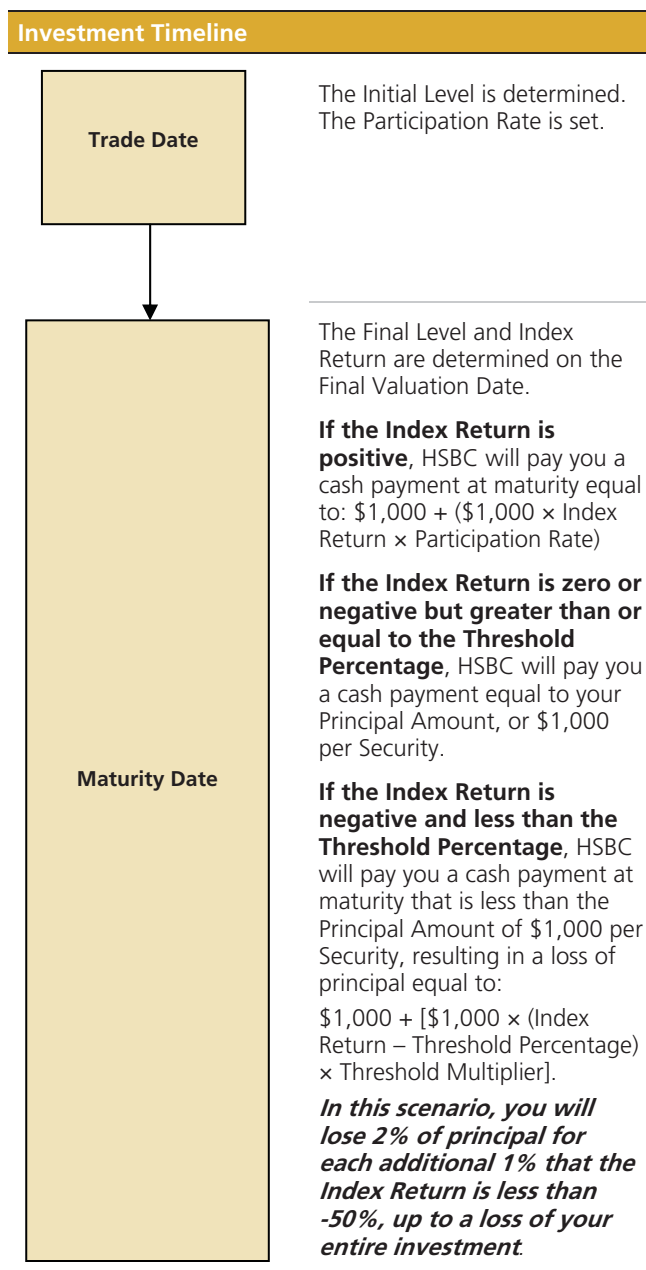 Investment Timeline
Trade Date
The Initial Level is determined.
The Participation Rate is set.
Maturity Date
The Final Level and Index
Return are determined on the
Final Valuation Date.
If the Index Return is
positive, HSBC will pay you a
cash payment at maturity equal
to: $1,000 + ($1,000 × Index
Return × Participation Rate)
If the Index Return is zero or
negative but greater than or
equal to the Threshold
Percentage, HSBC will pay you
a cash payment equal to your
Principal Amount, or $1,000
per Security.
If the Index Return is
negative and less than the
Threshold Percentage, HSBC
will pay you a cash payment at
maturity that is less than the
Principal Amount of $1,000 per
Security, resulting in a loss of
principal equal to:
$1,000 + [$1,000 × (Index
Return – Threshold Percentage)
× Threshold Multiplier].
In this scenario, you will
lose 2% of principal for
each additional 1% that the
Index Return is less than
-50%, up to a loss of your
entire investment.